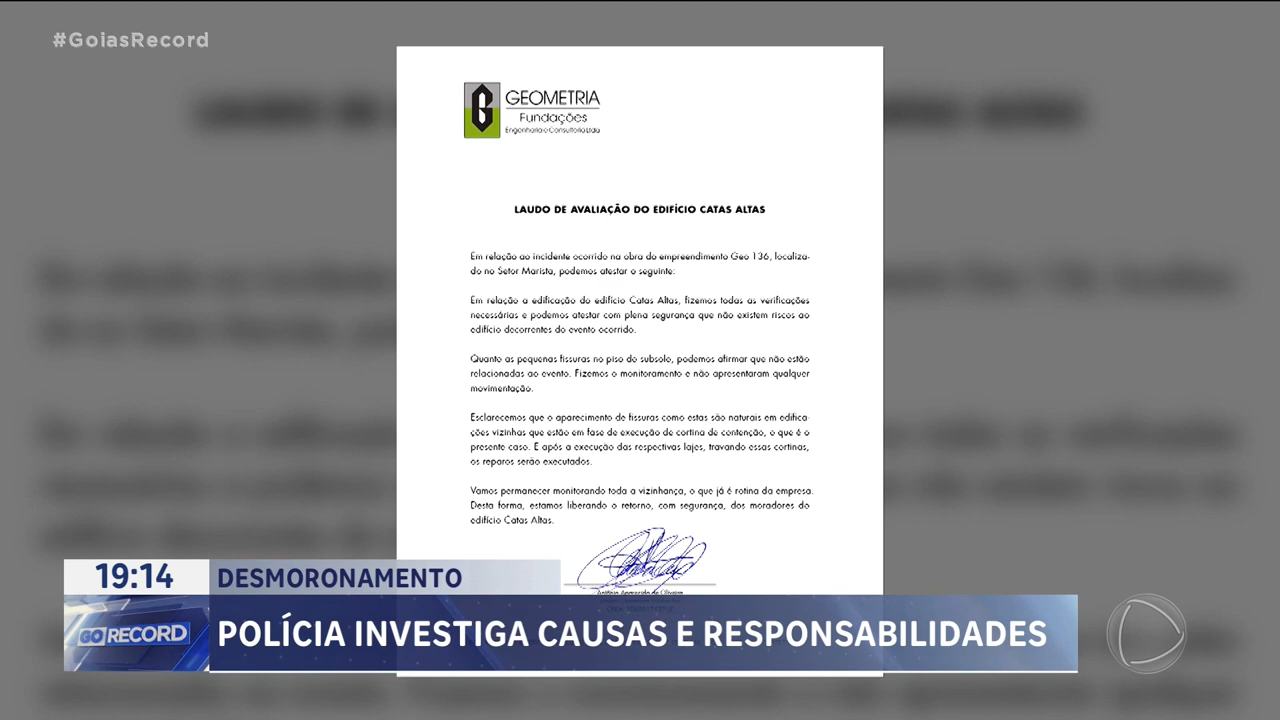 #GoiasRecord
GEOMETRIA
Fundações
Engenharia e Consultoria Ltda
LAUDO DE AVALIAÇÃO DO EDIFÍCIO CATAS ALTAS
Em relação ao incidente ocorrido na obra do empreendimento Geo 136, localiza-
do no Setor Marista, podemos atestar o seguinte:
Em relação a edificação do edifício Catas Altas, fizemos todas as verificações
necessárias e podemos atestar com plena segurança que não existem riscos ao
edifício decorrentes do evento ocorrido.
Quanto as pequenas fissuras no piso do subsolo, podemos afirmar que não estão
relacionadas ao evento. Fizemos o monitoramento e não apresentaram qualquer
movimentação.
Esclarecemos que o aparecimento de fissuras como estas são naturais em edifica-
ções vizinhas que estão em fase de execução de cortina de contenção, o que é o
presente caso. E após a execução das respectivas lajes, travando essas cortinas,
os reparos serão executados.
Vamos permanecer monitorando toda a vizinhança, o que já é rotina da empresa.
Desta forma, estamos liberando o retorno, com segurança, dos moradores do
edifício Catas Altas.
Antônio Aparecido de Oliveira
19:14 DESMORONAMENTO
GO RECORD
POLÍCIA INVESTIGA CAUSAS E RESPONSABILIDADES